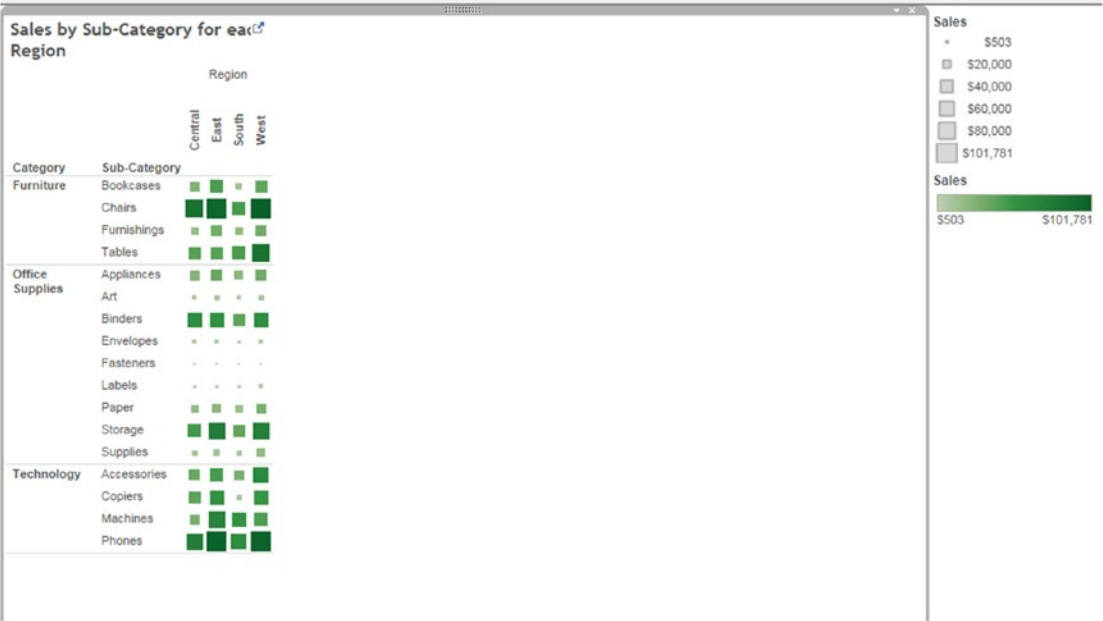 Sales by Sub-Category for eac
Region
Region
Central East South West
Category Sub-Category
Furniture Bookcases
Chairs
Furnishings
Tables
Office Supplies Appliances
Art
Binders
Envelopes
Fasteners
Labels
Paper
Storage
Supplies
Technology Accessories
Copiers
Machines
Phones
Sales
$503
$20,000
$40,000
$60,000
$80,000
$101,781
Sales
$503 $101,781